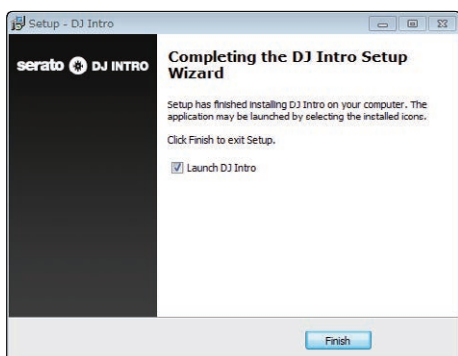 Setup - DJ Intro
serato DJ INTRO
Completing the DJ Intro Setup
Wizard
Setup has finished installing DJ Intro on your computer. The
application may be launched by selecting the installed icons.
Click Finish to exit Setup.
Launch DJ Intro
Finish